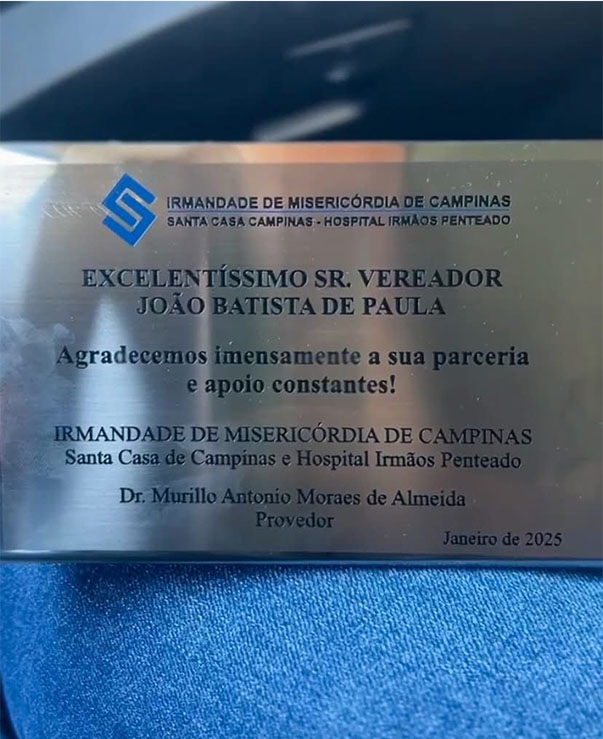 IRMANDADE DE MISERICÓRDIA DE CAMPINAS
SANTA CASA CAMPINAS - HOSPITAL IRMÃOS PENTEADO
EXCELENTÍSSIMO SR. VEREADOR
JOÃO BATISTA DE PAULA
Agradecemos imensamente a sua parceria
e apoio constantes!
IRMANDADE DE MISERICÓRDIA DE CAMPINAS
Santa Casa de Campinas e Hospital Irmãos Penteado
Dr. Murillo Antonio Moraes de Almeida
Provedor
Janeiro de 2025